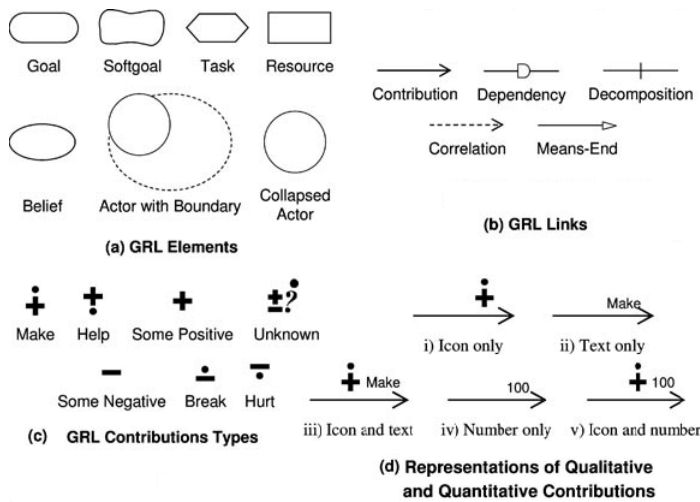 Goal Softgoal Task Resource
Belief Actor with Boundary Collapsed
Actor
(a) GRL Elements
Contribution Dependency Decomposition
Correlation Means-End
(b) GRL Links
Make Help Some Positive Unknown
Some Negative Break Hurt
(c) GRL Contributions Types
Make
i) Icon only ii) Text only
Make 100 100
iii) Icon and text iv) Number only v) Icon and number
(d) Representations of Qualitative
and Quantitative Contributions